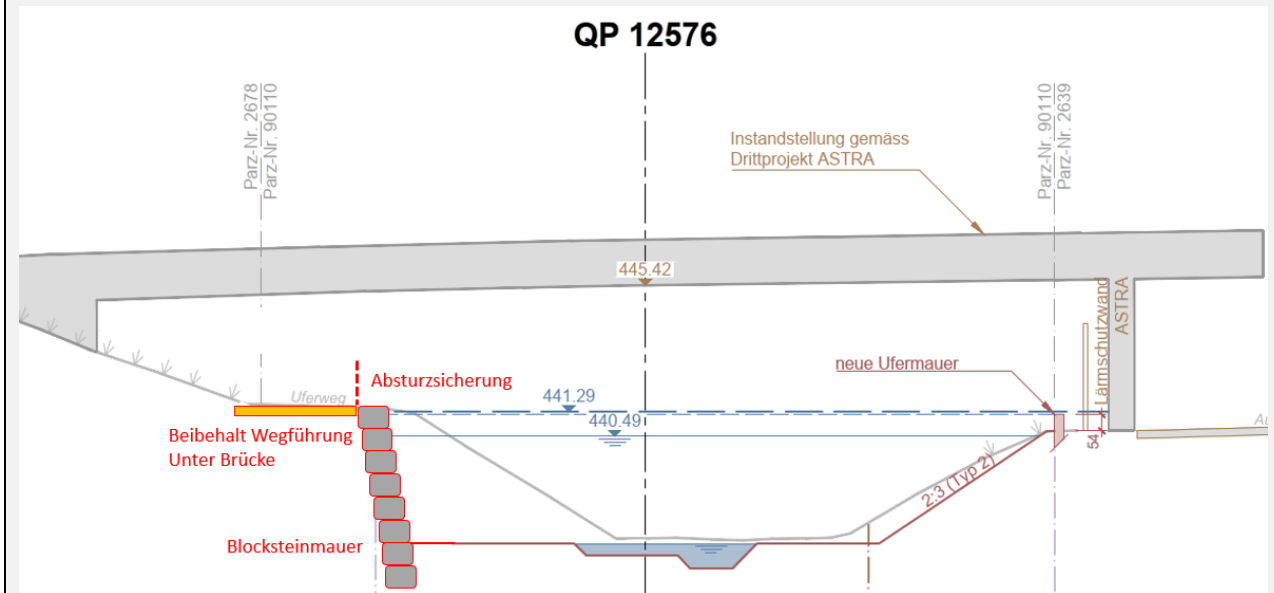 QP 12576
Parz-Nr. 2678
Parz-Nr. 90110
Instandstellung gemäss
Drittprojekt ASTRA
Parz-Nr. 90110
Parz-Nr. 2639
445.42
Lärmschutzwand
ASTRA
neue Ufermauer
Absturzsicherung
Uferweg
441.29
440.49
Beibehalt Wegführung
Unter Brücke
54
2:3 (Typ 2)
Blocksteinmauer